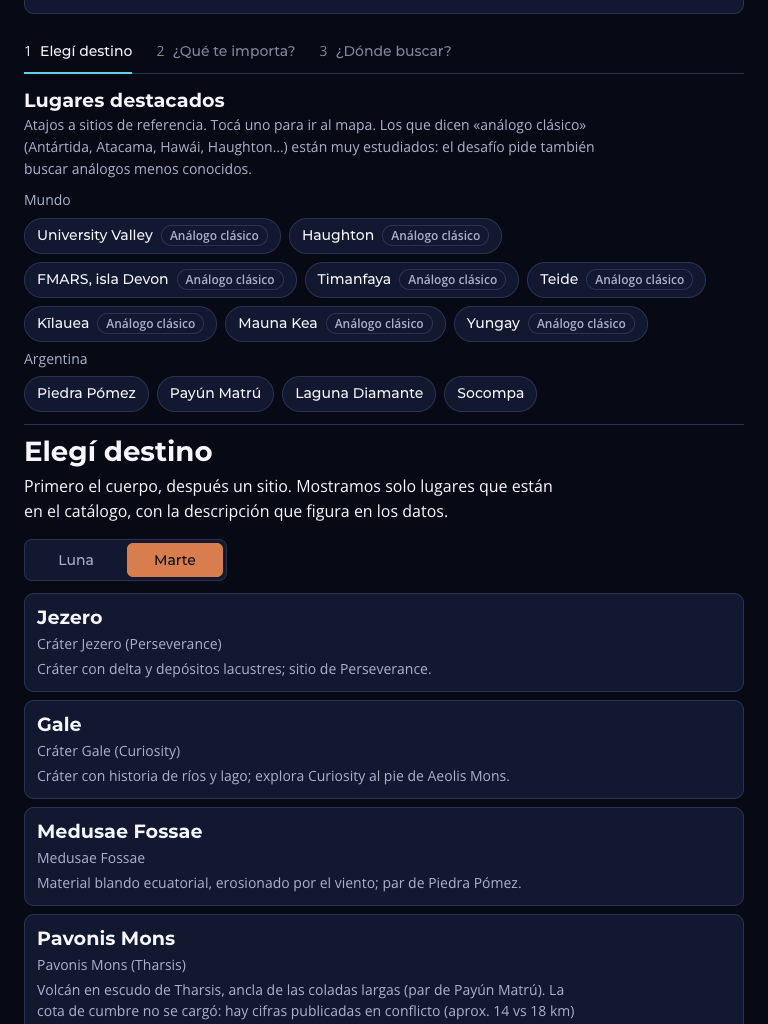 1 Elegí destino 2 ¿Qué te importa? 3 ¿Dónde buscar?
Lugares destacados
Atajos a sitios de referencia. Tocá uno para ir al mapa. Los que dicen «análogo clásico»
(Antártida, Atacama, Hawái, Haughton…) están muy estudiados: el desafío pide también
buscar análogos menos conocidos.
Mundo
University Valley Análogo clásico Haughton Análogo clásico
FMARS, isla Devon Análogo clásico Timanfaya Análogo clásico Teide Análogo clásico
Kīlauea Análogo clásico Mauna Kea Análogo clásico Yungay Análogo clásico
Argentina
Piedra Pómez Payún Matrú Laguna Diamante Socompa
Elegí destino
Primero el cuerpo, después un sitio. Mostramos solo lugares que están
en el catálogo, con la descripción que figura en los datos.
Luna Marte
Jezero
Cráter Jezero (Perseverance)
Cráter con delta y depósitos lacustres; sitio de Perseverance.
Gale
Cráter Gale (Curiosity)
Cráter con historia de ríos y lago; explora Curiosity al pie de Aeolis Mons.
Medusae Fossae
Medusae Fossae
Material blando ecuatorial, erosionado por el viento; par de Piedra Pómez.
Pavonis Mons
Pavonis Mons (Tharsis)
Volcán en escudo de Tharsis, ancla de las coladas largas (par de Payún Matrú). La
cota de cumbre no se cargó: hay cifras publicadas en conflicto (aprox. 14 vs 18 km)